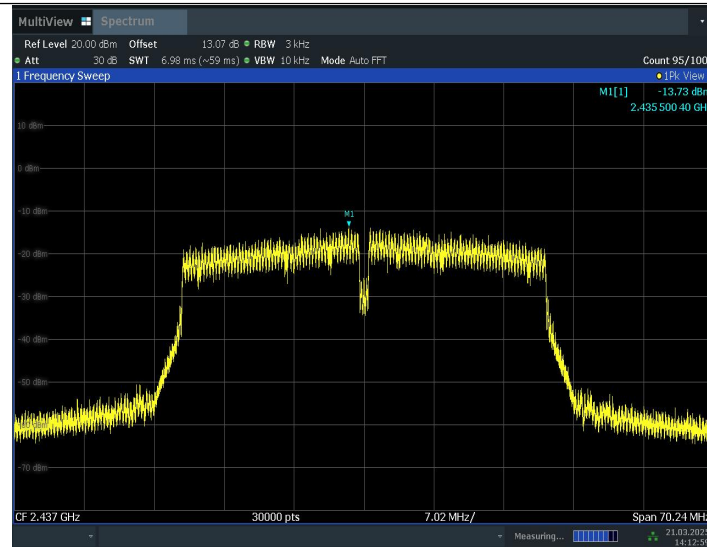 MultiView Spectrum
Ref Level 20.00 dBm Offset 13.07 dB RBW 3 kHz
Att 30 dB SWT 6.98 ms (~59 ms) VBW 10 kHz Mode Auto FFT Count 95/100
1 Frequency Sweep 1Pk View
M1[1] -13.73 dBm
2.435 500 40 GH
10 dBm
0 dBm
-10 dBm
M1
-20 dBm
-30 dBm
-40 dBm
-50 dBm
-70 dBm
CF 2.437 GHz 30000 pts 7.02 MHz/ Span 70.24 MHz
Measuring... 21.03.2025
14:12:59